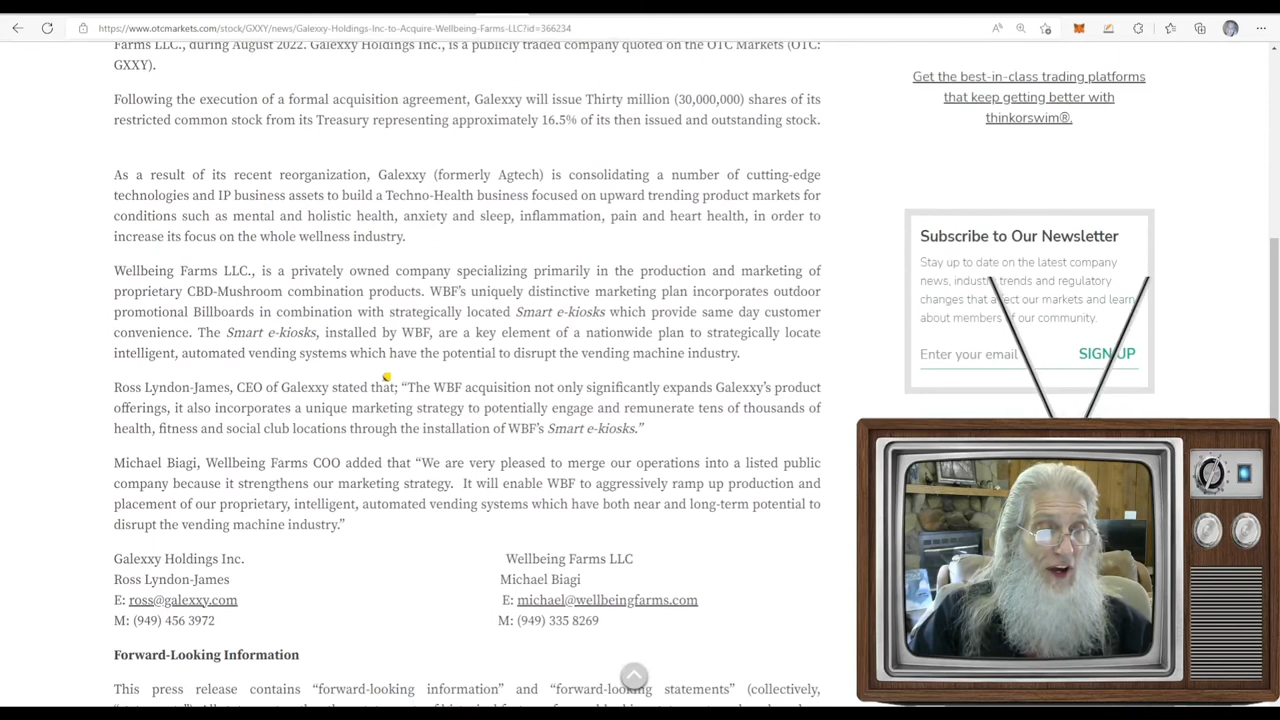 https://www.otcmarkets.com/stock/GXXY/news/Galexxy-Holdings-Inc-to-Acquire-Wellbeing-Farms-LLC?id=366234
Farms LLC., during August 2022. Galexxy Holdings Inc., is a publicly traded company quoted on the OTC Markets (OTC:
GXXY).
Following the execution of a formal acquisition agreement, Galexxy will issue Thirty million (30,000,000) shares of its
restricted common stock from its Treasury representing approximately 16.5% of its then issued and outstanding stock.
As a result of its recent reorganization, Galexxy (formerly Agtech) is consolidating a number of cutting-edge
technologies and IP business assets to build a Techno-Health business focused on upward trending product markets for
conditions such as mental and holistic health, anxiety and sleep, inflammation, pain and heart health, in order to
increase its focus on the whole wellness industry.
Wellbeing Farms LLC., is a privately owned company specializing primarily in the production and marketing of
proprietary CBD-Mushroom combination products. WBF’s uniquely distinctive marketing plan incorporates outdoor
promotional Billboards in combination with strategically located Smart e-kiosks which provide same day customer
convenience. The Smart e-kiosks, installed by WBF, are a key element of a nationwide plan to strategically locate
intelligent, automated vending systems which have the potential to disrupt the vending machine industry.
Ross Lyndon-James, CEO of Galexxy stated that; “The WBF acquisition not only significantly expands Galexxy’s product
offerings, it also incorporates a unique marketing strategy to potentially engage and remunerate tens of thousands of
health, fitness and social club locations through the installation of WBF’s Smart e-kiosks.”
Michael Biagi, Wellbeing Farms COO added that “We are very pleased to merge our operations into a listed public
company because it strengthens our marketing strategy. It will enable WBF to aggressively ramp up production and
placement of our proprietary, intelligent, automated vending systems which have both near and long-term potential to
disrupt the vending machine industry.”
Galexxy Holdings Inc. Wellbeing Farms LLC
Ross Lyndon-James Michael Biagi
E: ross@galexxy.com E: michael@wellbeingfarms.com
M: (949) 456 3972 M: (949) 335 8269
Forward-Looking Information
This press release contains “forward-looking information” and “forward-looking statements” (collectively,
Get the best-in-class trading platforms
that keep getting better with
thinkorswim®.
Subscribe to Our Newsletter
Stay up to date on the latest company
news, industry trends and regulatory
changes that affect our markets and learn
about members of our community.
Enter your email SIGN UP